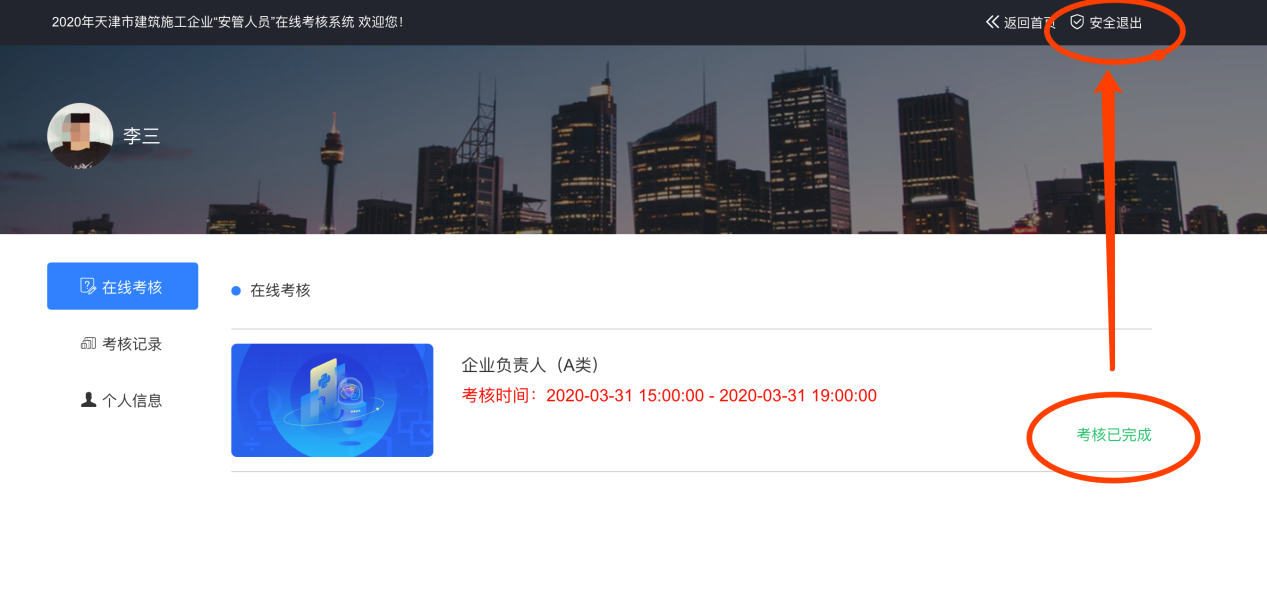 2020年天津市建筑施工企业“安管人员”在线考核系统 欢迎您！
返回首页 安全退出
李三
在线考核
在线考核
考核记录
企业负责人（A类）
考核时间：2020-03-31 15:00:00 - 2020-03-31 19:00:00
个人信息
考核已完成